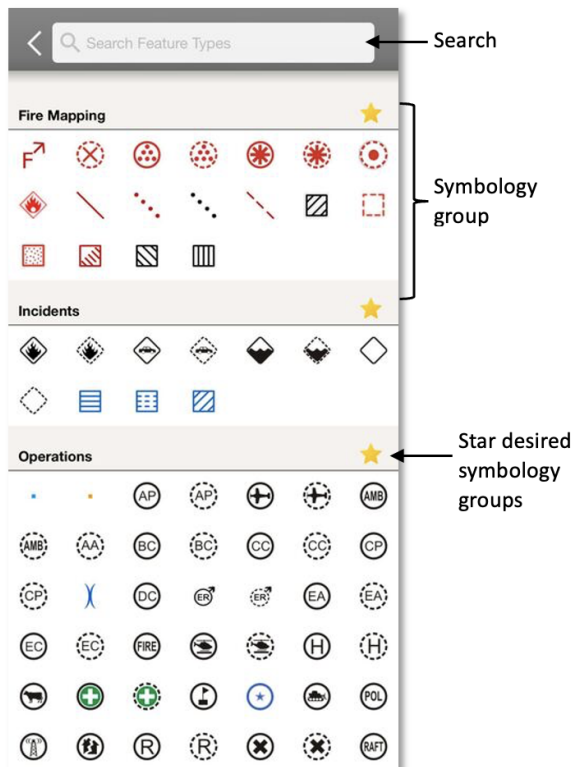 Search Feature Types
Search
Fire Mapping
F
Symbology
group
Incidents
Star desired
symbology
groups
Operations
AP AP AMB
AMB AA BC BC CC CC CP
CP DC ER ER EA EA
EC EC FIRE H H
POL
R R RAFT